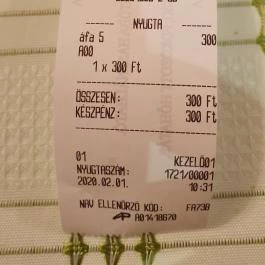 NYUGTA
áfa 5 300
A00
1 x 300 Ft
ÖSSZESEN: 300 Ft
KÉSZPÉNZ: 300 Ft
01 KEZELŐ01
NYUGTASZÁM: 1721/00001
2020.02.01. 10:31
NAV ELLENŐRZŐ KÓD: FA73B
AP A01418670